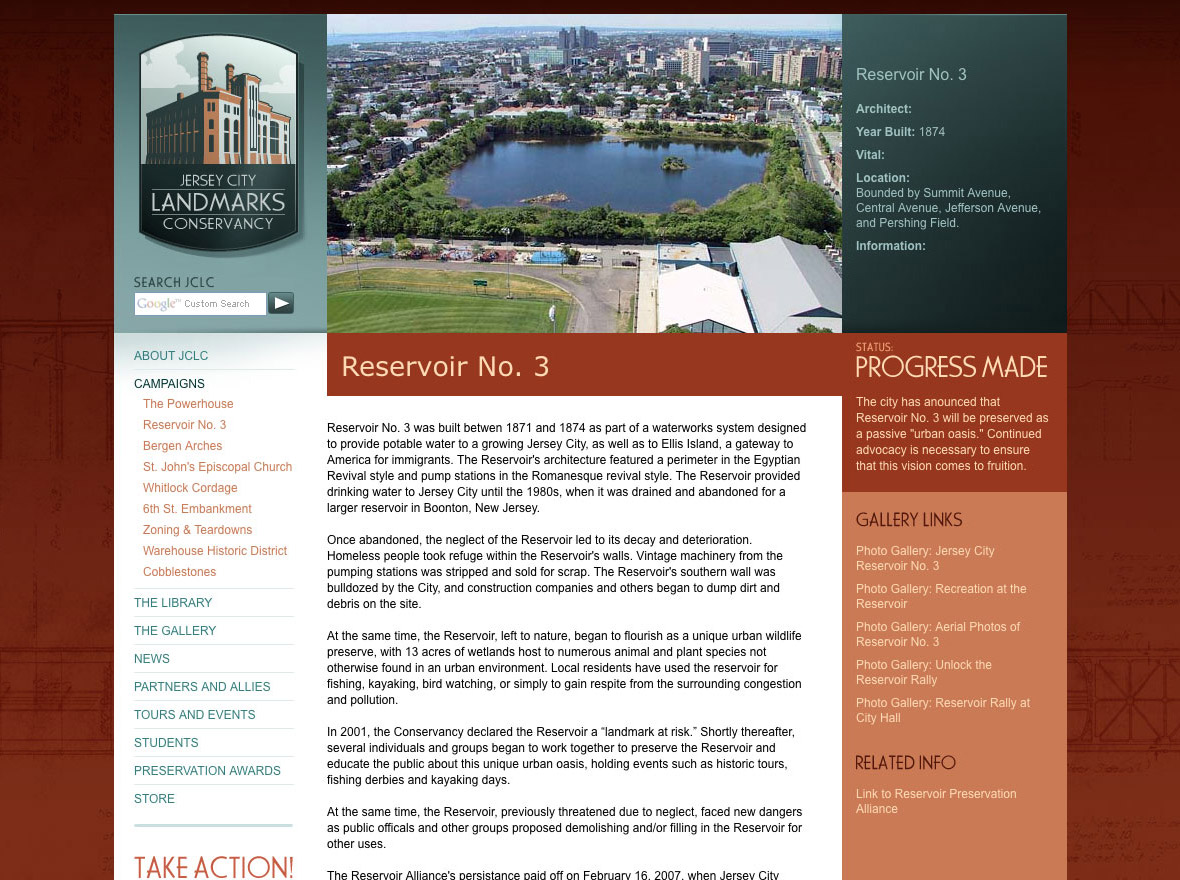 JERSEY CITY
LANDMARKS
CONSERVANCY
SEARCH JCLC
Google™ Custom Search
Reservoir No. 3
Architect:
Year Built: 1874
Vital:
Location:
Bounded by Summit Avenue,
Central Avenue, Jefferson Avenue,
and Pershing Field.
Information:
ABOUT JCLC
CAMPAIGNS
The Powerhouse
Reservoir No. 3
Bergen Arches
St. John's Episcopal Church
Whitlock Cordage
6th St. Embankment
Zoning & Teardowns
Warehouse Historic District
Cobblestones
THE LIBRARY
THE GALLERY
NEWS
PARTNERS AND ALLIES
TOURS AND EVENTS
STUDENTS
PRESERVATION AWARDS
STORE
TAKE ACTION!
Reservoir No. 3
Reservoir No. 3 was built betwen 1871 and 1874 as part of a waterworks system designed
to provide potable water to a growing Jersey City, as well as to Ellis Island, a gateway to
America for immigrants. The Reservoir's architecture featured a perimeter in the Egyptian
Revival style and pump stations in the Romanesque revival style. The Reservoir provided
drinking water to Jersey City until the 1980s, when it was drained and abandoned for a
larger reservoir in Boonton, New Jersey.
Once abandoned, the neglect of the Reservoir led to its decay and deterioration.
Homeless people took refuge within the Reservoir's walls. Vintage machinery from the
pumping stations was stripped and sold for scrap. The Reservoir's southern wall was
bulldozed by the City, and construction companies and others began to dump dirt and
debris on the site.
At the same time, the Reservoir, left to nature, began to flourish as a unique urban wildlife
preserve, with 13 acres of wetlands host to numerous animal and plant species not
otherwise found in an urban environment. Local residents have used the reservoir for
fishing, kayaking, bird watching, or simply to gain respite from the surrounding congestion
and pollution.
In 2001, the Conservancy declared the Reservoir a “landmark at risk.” Shortly thereafter,
several individuals and groups began to work together to preserve the Reservoir and
educate the public about this unique urban oasis, holding events such as historic tours,
fishing derbies and kayaking days.
At the same time, the Reservoir, previously threatened due to neglect, faced new dangers
as public officals and other groups proposed demolishing and/or filling in the Reservoir for
other uses.
The Reservoir Alliance's persistance paid off on February 16, 2007, when Jersey City
STATUS:
PROGRESS MADE
The city has anounced that
Reservoir No. 3 will be preserved as
a passive "urban oasis." Continued
advocacy is necessary to ensure
that this vision comes to fruition.
GALLERY LINKS
Photo Gallery: Jersey City
Reservoir No. 3
Photo Gallery: Recreation at the
Reservoir
Photo Gallery: Aerial Photos of
Reservoir No. 3
Photo Gallery: Unlock the
Reservoir Rally
Photo Gallery: Reservoir Rally at
City Hall
RELATED INFO
Link to Reservoir Preservation
Alliance